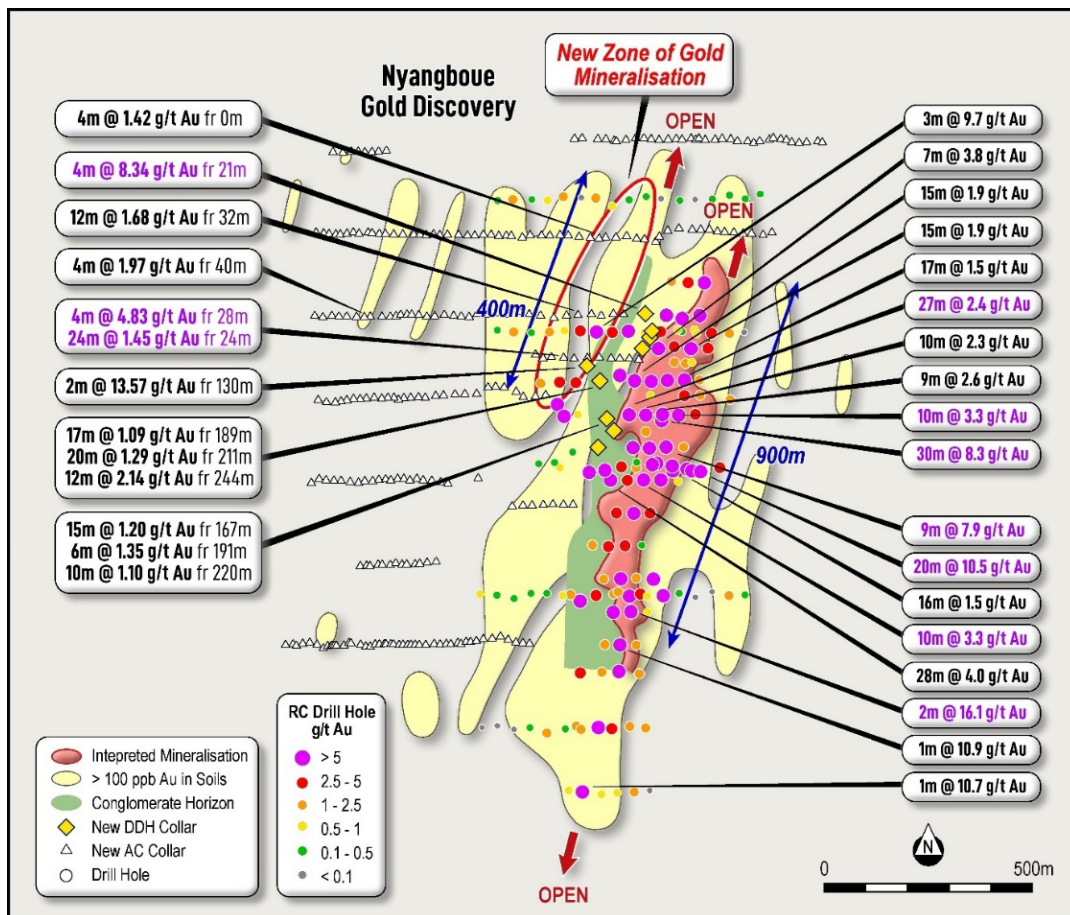 Nyangboue
Gold Discovery
New Zone of Gold
Mineralisation
OPEN
OPEN
400m
900m
OPEN
4m @ 1.42 g/t Au fr 0m
4m @ 8.34 g/t Au fr 21m
12m @ 1.68 g/t Au fr 32m
4m @ 1.97 g/t Au fr 40m
4m @ 4.83 g/t Au fr 28m
24m @ 1.45 g/t Au fr 24m
2m @ 13.57 g/t Au fr 130m
17m @ 1.09 g/t Au fr 189m
20m @ 1.29 g/t Au fr 211m
12m @ 2.14 g/t Au fr 244m
15m @ 1.20 g/t Au fr 167m
6m @ 1.35 g/t Au fr 191m
10m @ 1.10 g/t Au fr 220m
3m @ 9.7 g/t Au
7m @ 3.8 g/t Au
15m @ 1.9 g/t Au
15m @ 1.9 g/t Au
17m @ 1.5 g/t Au
27m @ 2.4 g/t Au
10m @ 2.3 g/t Au
9m @ 2.6 g/t Au
10m @ 3.3 g/t Au
30m @ 8.3 g/t Au
9m @ 7.9 g/t Au
20m @ 10.5 g/t Au
16m @ 1.5 g/t Au
10m @ 3.3 g/t Au
28m @ 4.0 g/t Au
2m @ 16.1 g/t Au
1m @ 10.9 g/t Au
1m @ 10.7 g/t Au
Intepreted Mineralisation
> 100 ppb Au in Soils
Conglomerate Horizon
New DDH Collar
New AC Collar
Drill Hole
RC Drill Hole
g/t Au
> 5
2.5 - 5
1 - 2.5
0.5 - 1
0.1 - 0.5
< 0.1
N
0 500m